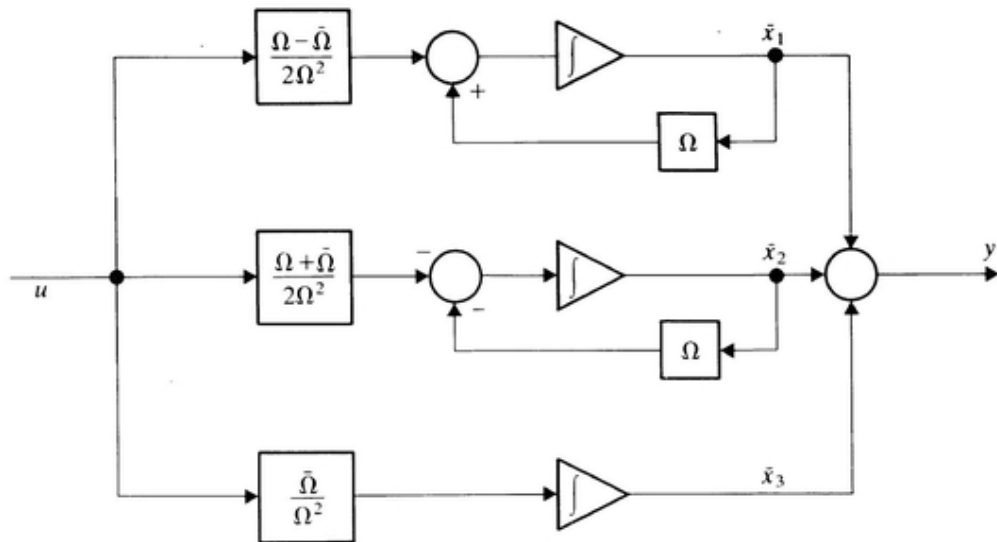 Ω − Ω̄
2Ω²
∫
x̄₁
+
Ω
Ω + Ω̄
2Ω²
−
∫
x̄₂
y
u
−
Ω
Ω̄
Ω²
∫
x̄₃